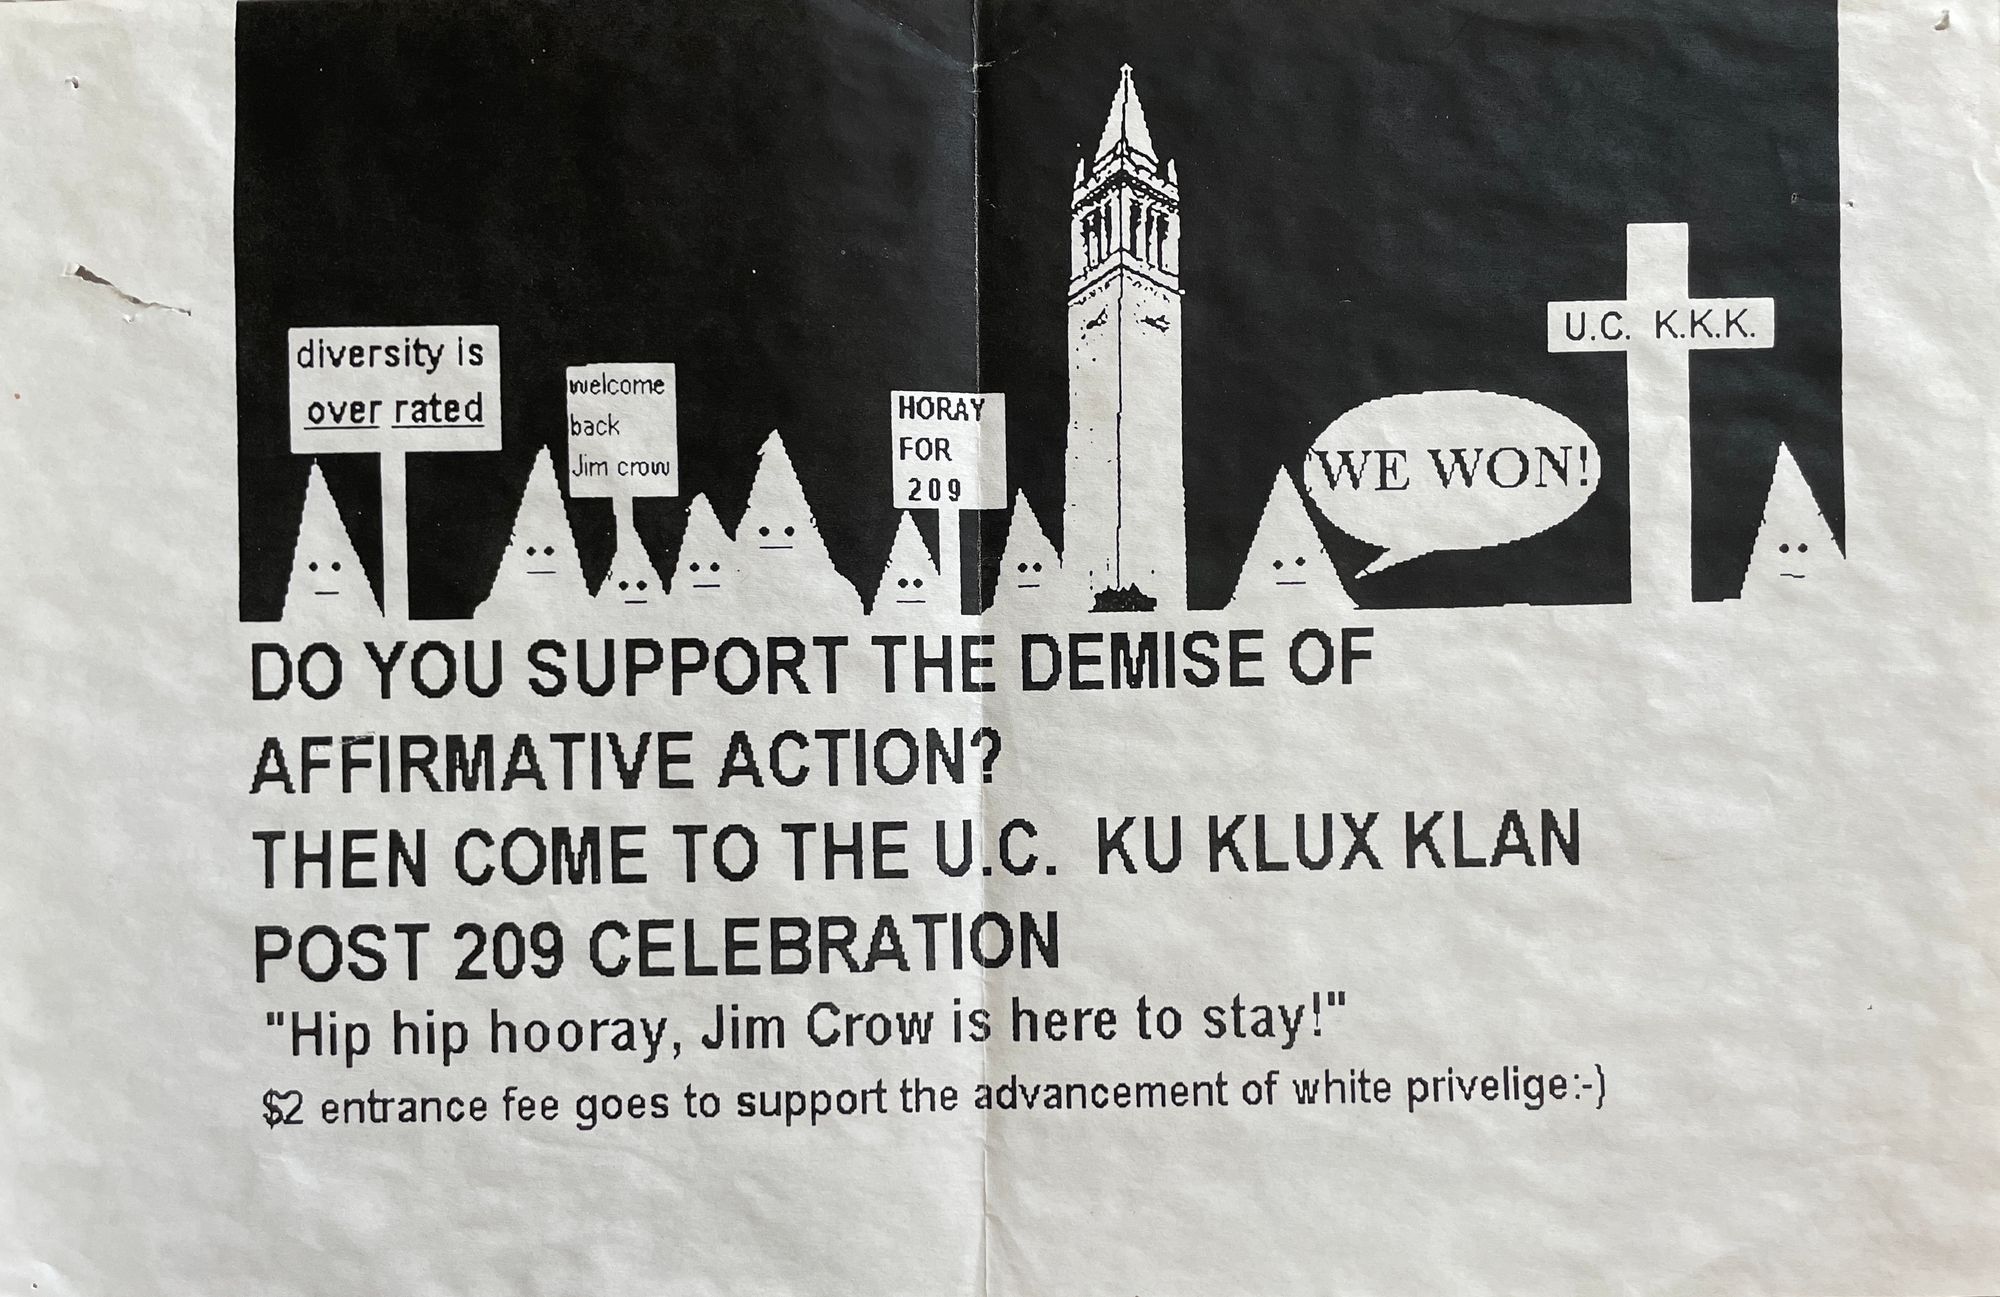 diversity is
over rated
welcome
back
Jim crow
HORAY
FOR
209
U.C. K.K.K.
WE WON!
DO YOU SUPPORT THE DEMISE OF
AFFIRMATIVE ACTION?
THEN COME TO THE U.C. KU KLUX KLAN
POST 209 CELEBRATION
"Hip hip hooray, Jim Crow is here to stay!"
$2 entrance fee goes to support the advancement of white privelige:-}